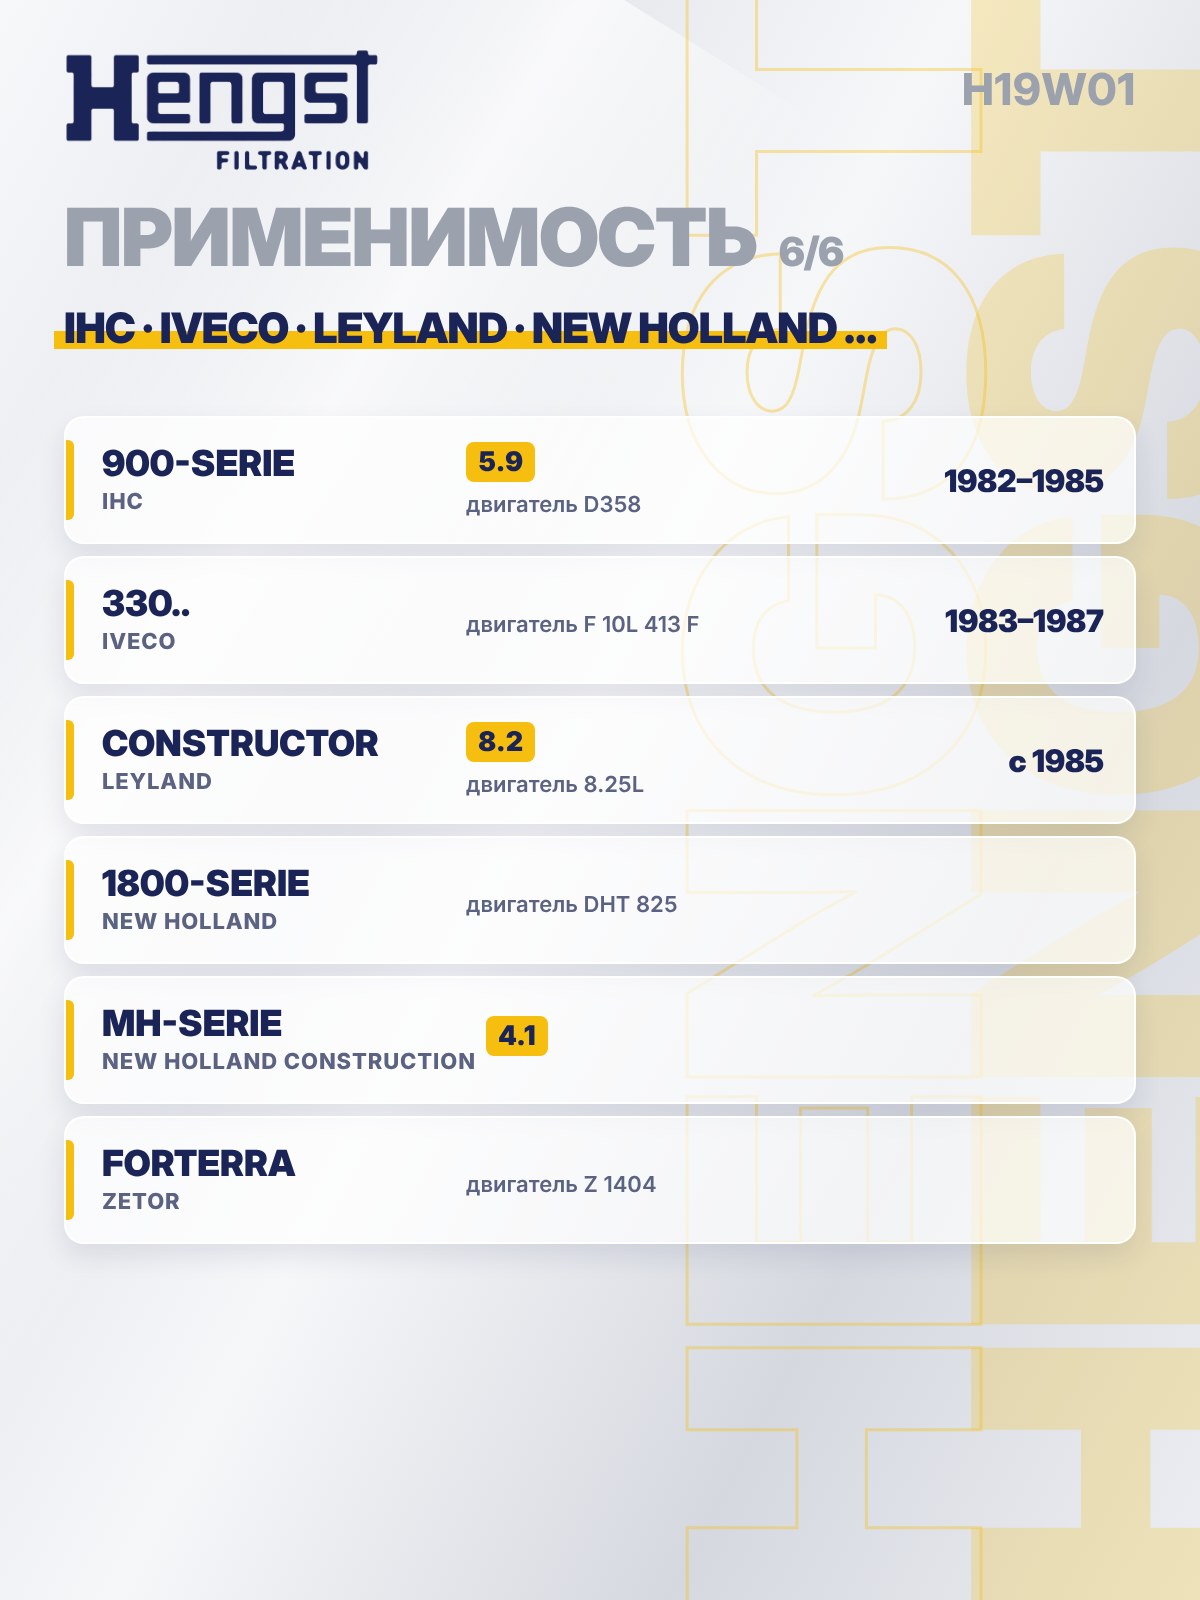 Hengst
FILTRATION
H19W01
ПРИМЕНИМОСТЬ 6/6
IHC · IVECO · LEYLAND · NEW HOLLAND ...
900-SERIE
IHC
5.9
двигатель D358
1982–1985
330..
IVECO
двигатель F 10L 413 F
1983–1987
CONSTRUCTOR
LEYLAND
8.2
двигатель 8.25L
с 1985
1800-SERIE
NEW HOLLAND
двигатель DHT 825
MH-SERIE
NEW HOLLAND CONSTRUCTION
4.1
FORTERRA
ZETOR
двигатель Z 1404
HENGST
HENGST